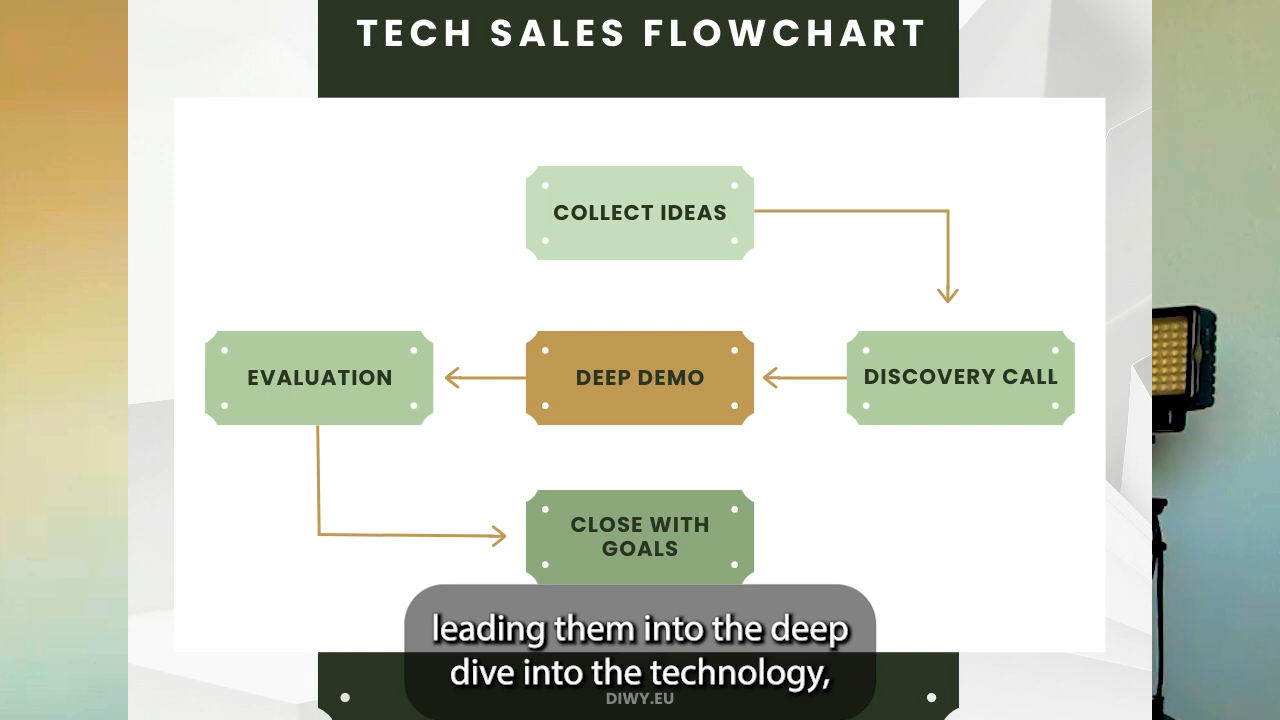 TECH SALES FLOWCHART
COLLECT IDEAS
EVALUATION
DEEP DEMO
DISCOVERY CALL
CLOSE WITH
GOALS
leading them into the deep
dive into the technology,
DIWY.EU